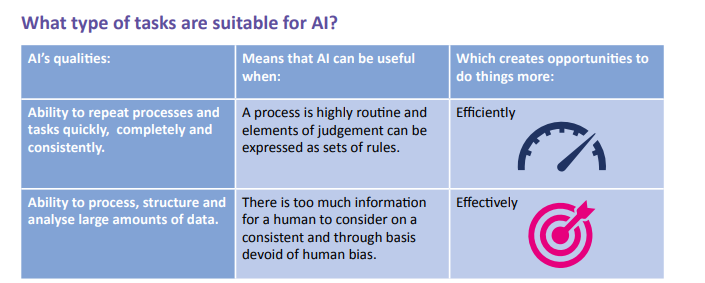 What type of tasks are suitable for AI?
AI's qualities:
Means that AI can be useful
when:
Which creates opportunities to
do things more:
Ability to repeat processes and
tasks quickly,  completely and
consistently.
A process is highly routine and
elements of judgement can be
expressed as sets of rules.
Efficiently
Ability to process, structure and
analyse large amounts of data.
There is too much information
for a human to consider on a
consistent and through basis
devoid of human bias.
Effectively